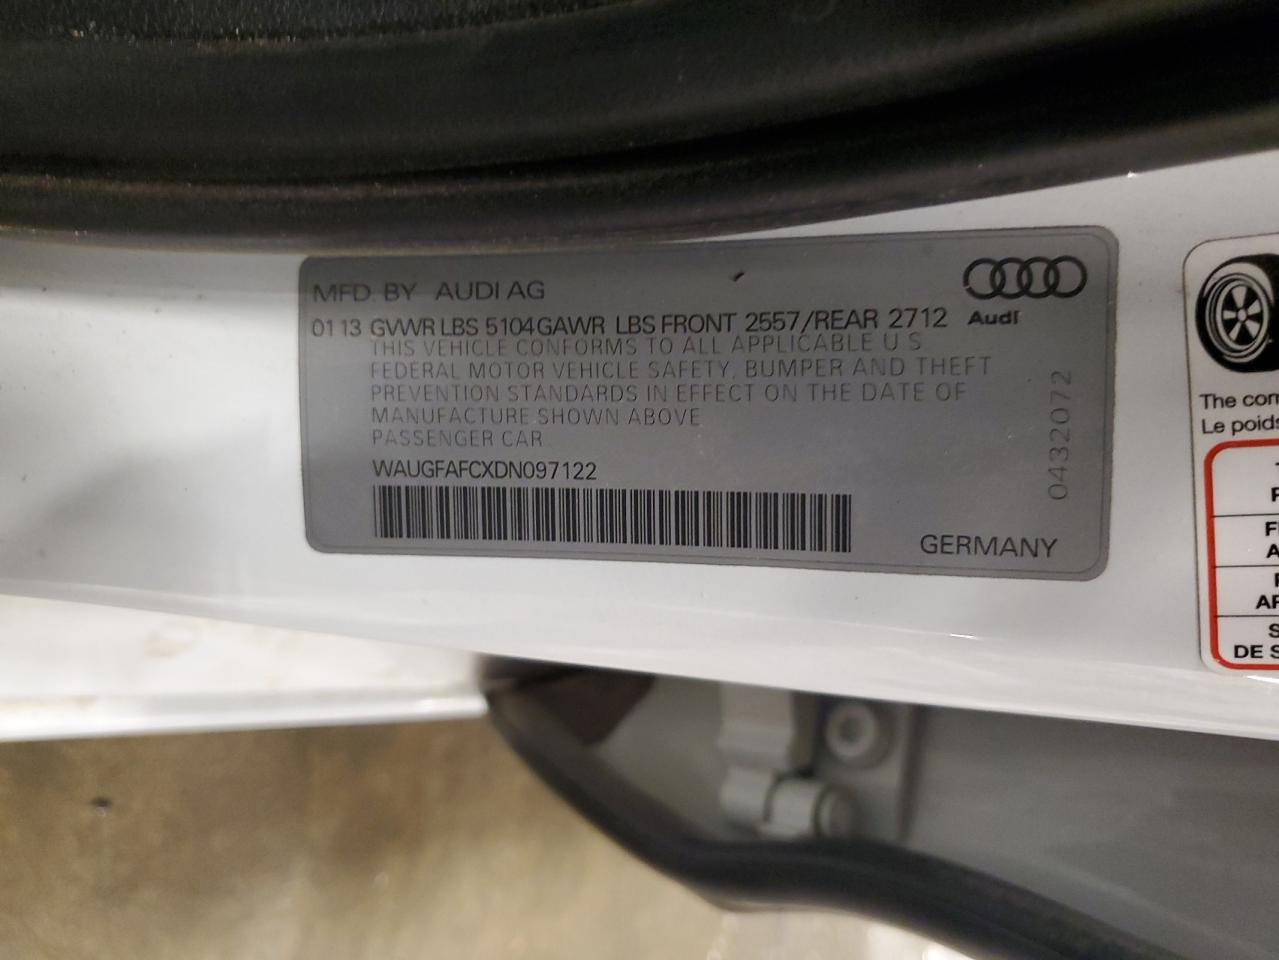 MFD. BY AUDI AG
01 13 GVWR LBS 5104 GAWR LBS FRONT 2557/REAR 2712
Audi
THIS VEHICLE CONFORMS TO ALL APPLICABLE U S
FEDERAL MOTOR VEHICLE SAFETY, BUMPER AND THEFT
PREVENTION STANDARDS IN EFFECT ON THE DATE OF
MANUFACTURE SHOWN ABOVE
PASSENGER CAR
WAUGFAFCXDN097122
GERMANY
0432072
The com
Le poids
F
A
AF
S
DE S